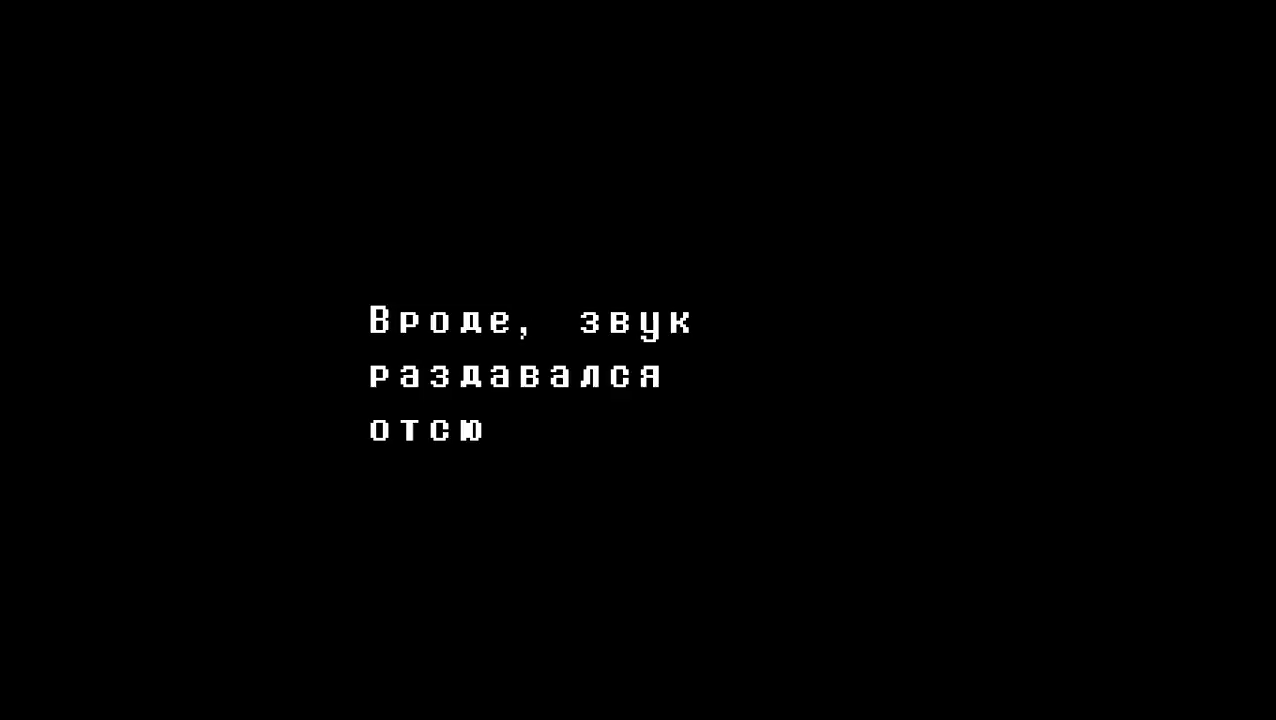 Вроде, звук
раздавался
отсю